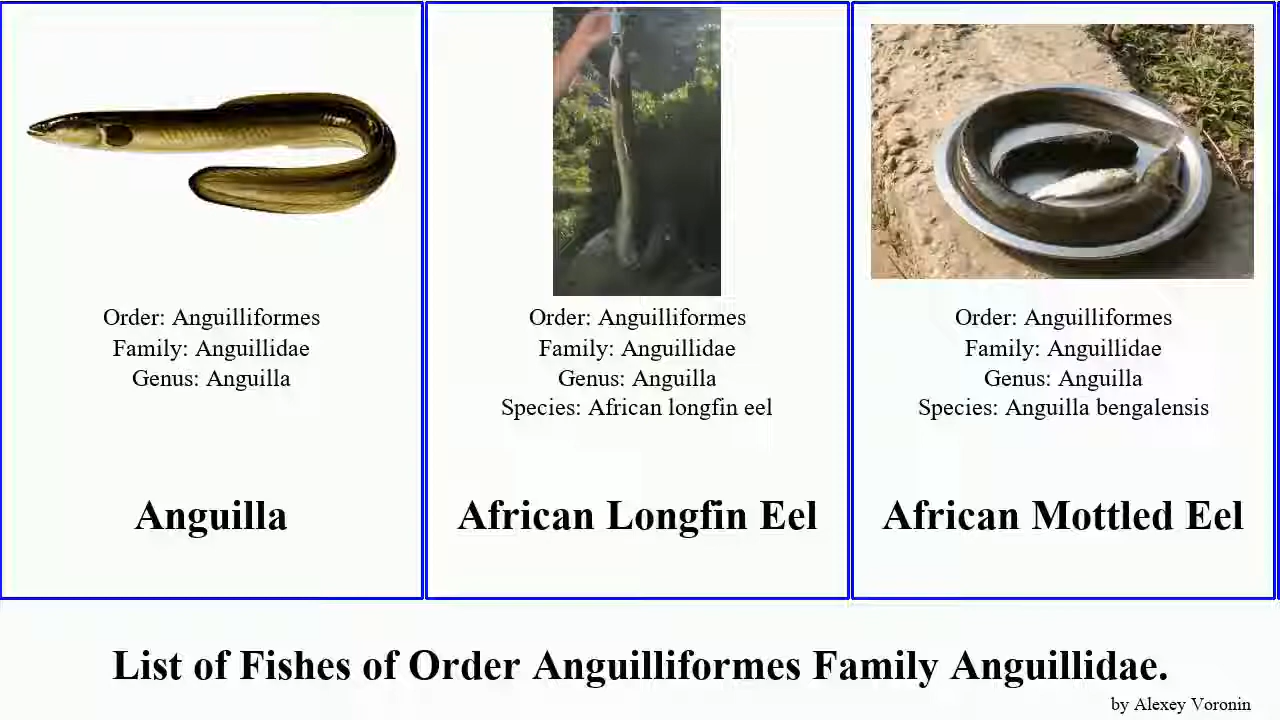 Order: Anguilliformes
Family: Anguillidae
Genus: Anguilla
Anguilla
Order: Anguilliformes
Family: Anguillidae
Genus: Anguilla
Species: African longfin eel
African Longfin Eel
Order: Anguilliformes
Family: Anguillidae
Genus: Anguilla
Species: Anguilla bengalensis
African Mottled Eel
List of Fishes of Order Anguilliformes Family Anguillidae.
by Alexey Voronin